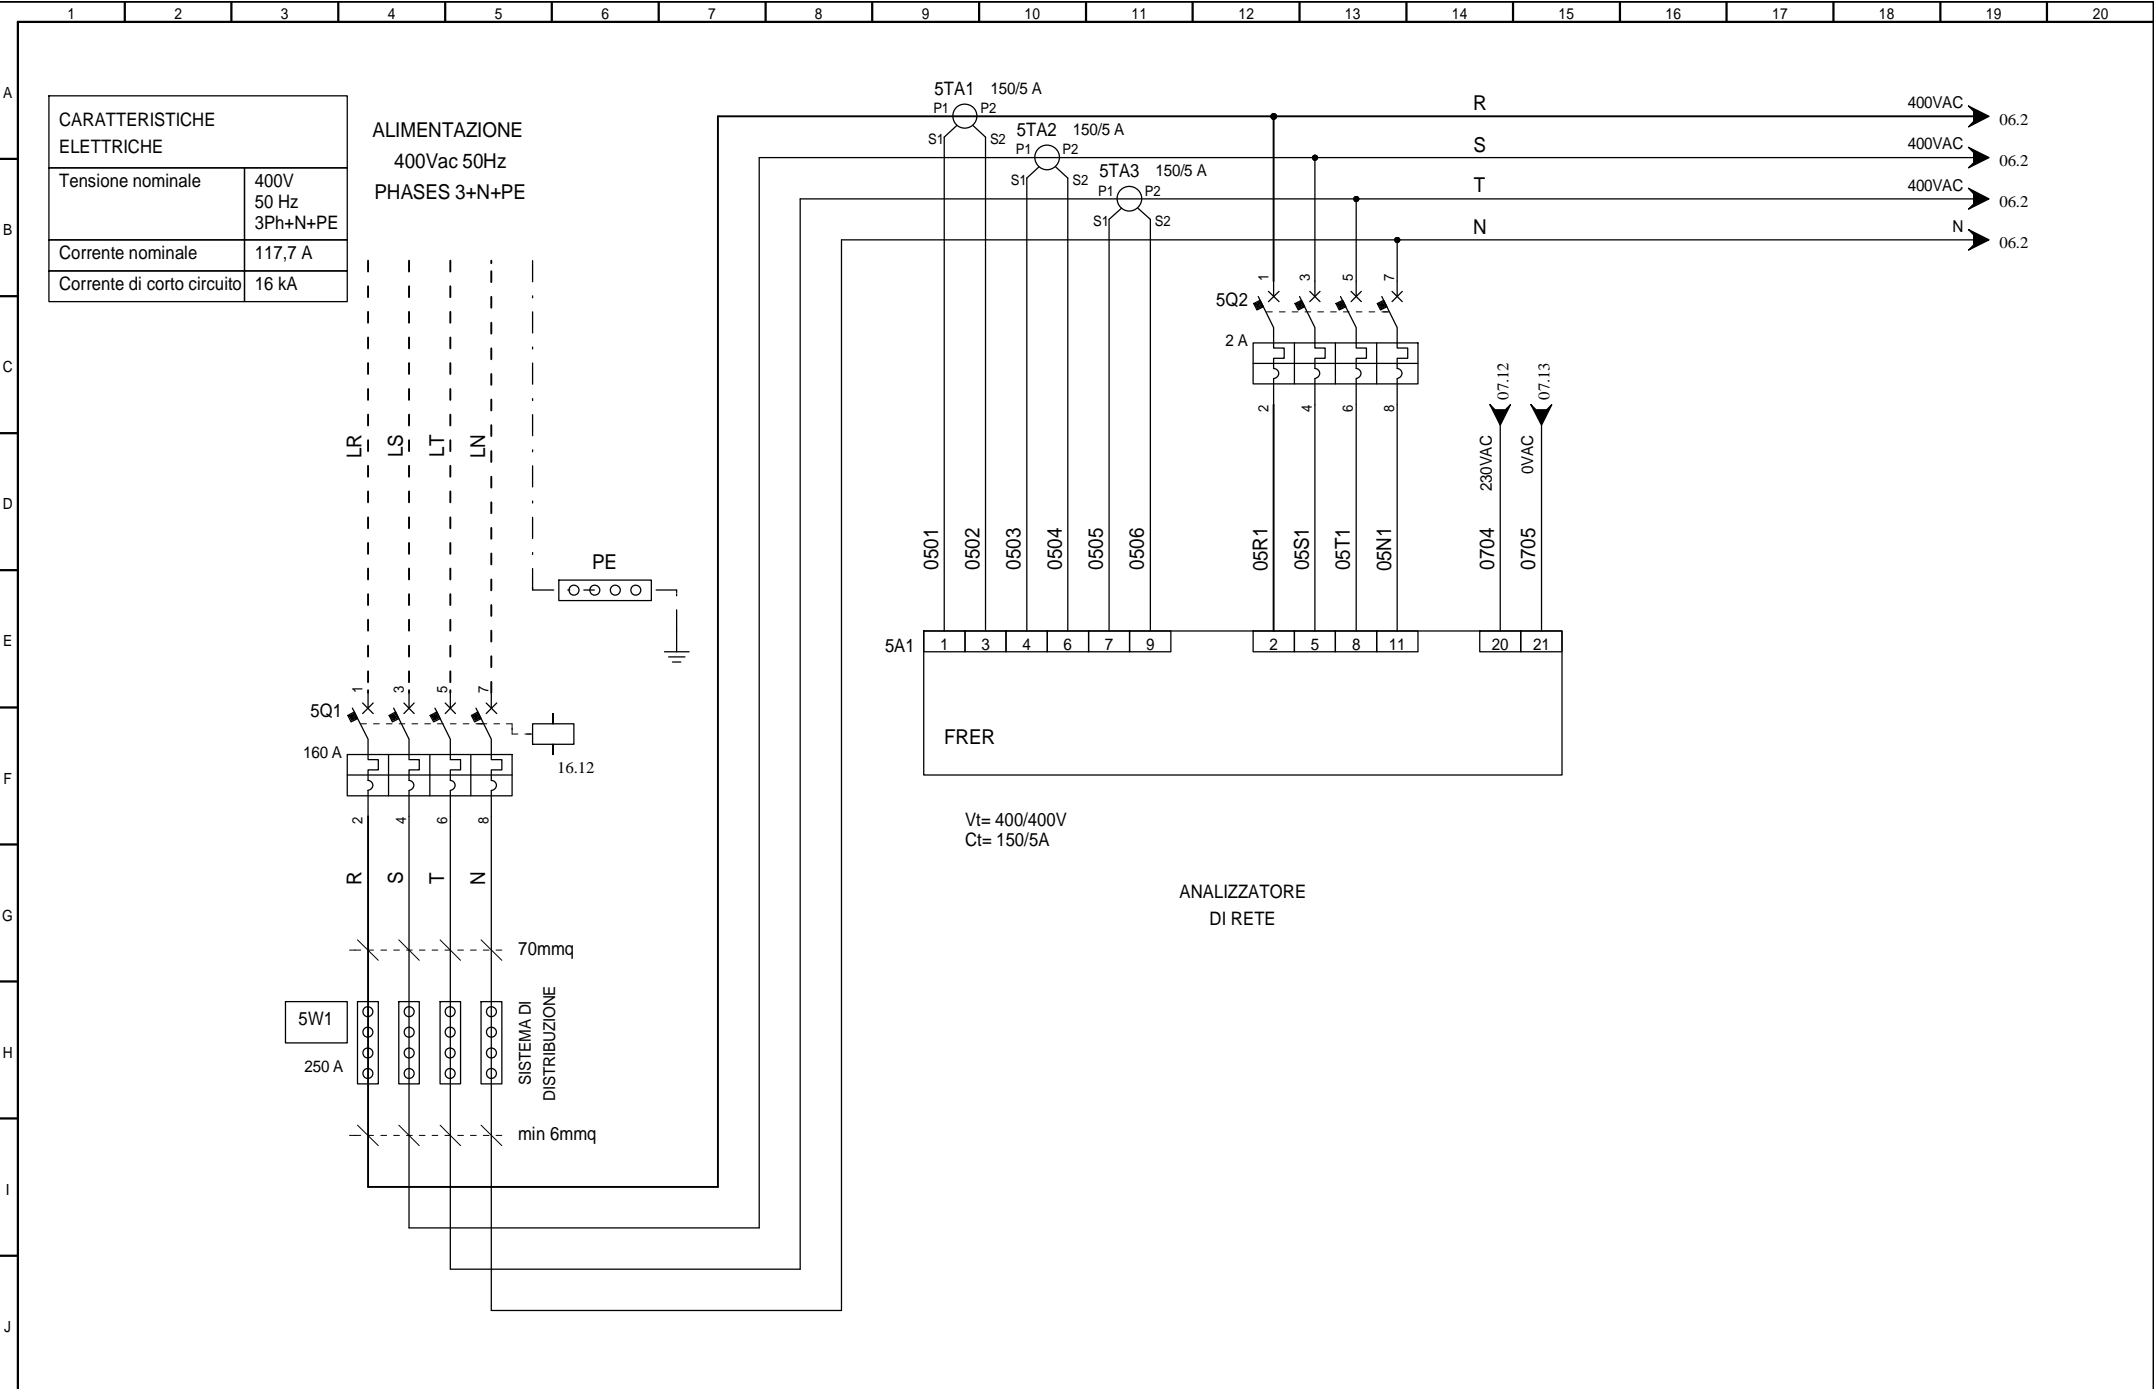 1 2 3 4 5 6 7 8 9 10 11 12 13 14 15 16 17 18 19 20
A
B
C
D
E
F
G
H
I
J
CARATTERISTICHE
ELETTRICHE
Tensione nominale
400V
50 Hz
3Ph+N+PE
Corrente nominale
117,7 A
Corrente di corto circuito
16 kA
ALIMENTAZIONE
400Vac 50Hz
PHASES 3+N+PE
LR LS LT LN
PE
1 3 5 7
5Q1
160 A
16.12
2 4 6 8
R S T N
70mmq
5W1
250 A
SISTEMA DI
DISTRIBUZIONE
min 6mmq
5TA1 150/5 A
P1 P2
S1 S2
5TA2 150/5 A
P1 P2
S1 S2
5TA3 150/5 A
P1 P2
S1 S2
R 400VAC 06.2
S 400VAC 06.2
T 400VAC 06.2
N N 06.2
1 3 5 7
5Q2
2 A
2 4 6 8
07.12 07.13
230VAC 0VAC
0501 0502 0503 0504 0505 0506 05R1 05S1 05T1 05N1 0704 0705
5A1 1 3 4 6 7 9 2 5 8 11 20 21
FRER
Vt= 400/400V
Ct= 150/5A
ANALIZZATORE
DI RETE